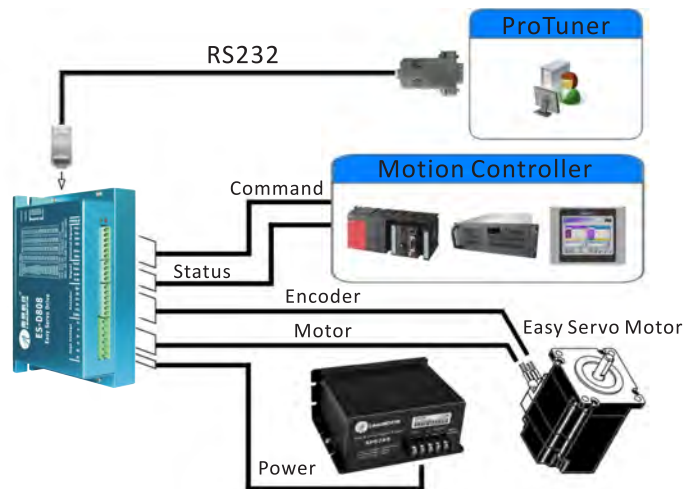 ProTuner
RS232
Motion Controller
Command
Status
Encoder
Motor
Easy Servo Motor
ES-D808
Easy Servo Drive
Power